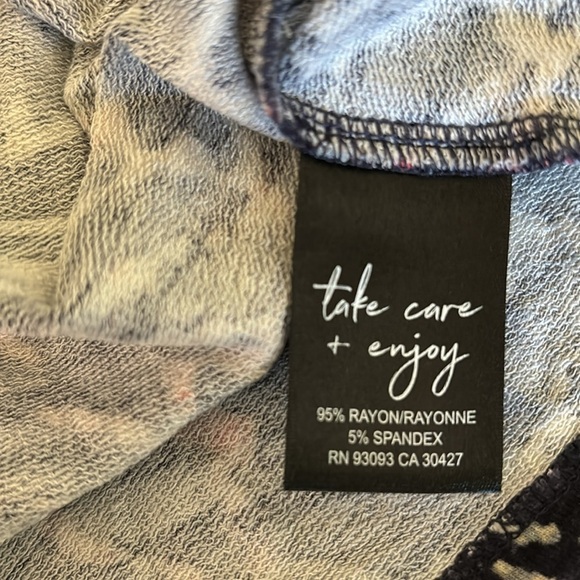 take care
+ enjoy
95% RAYON/RAYONNE
5% SPANDEX
RN 93093 CA 30427